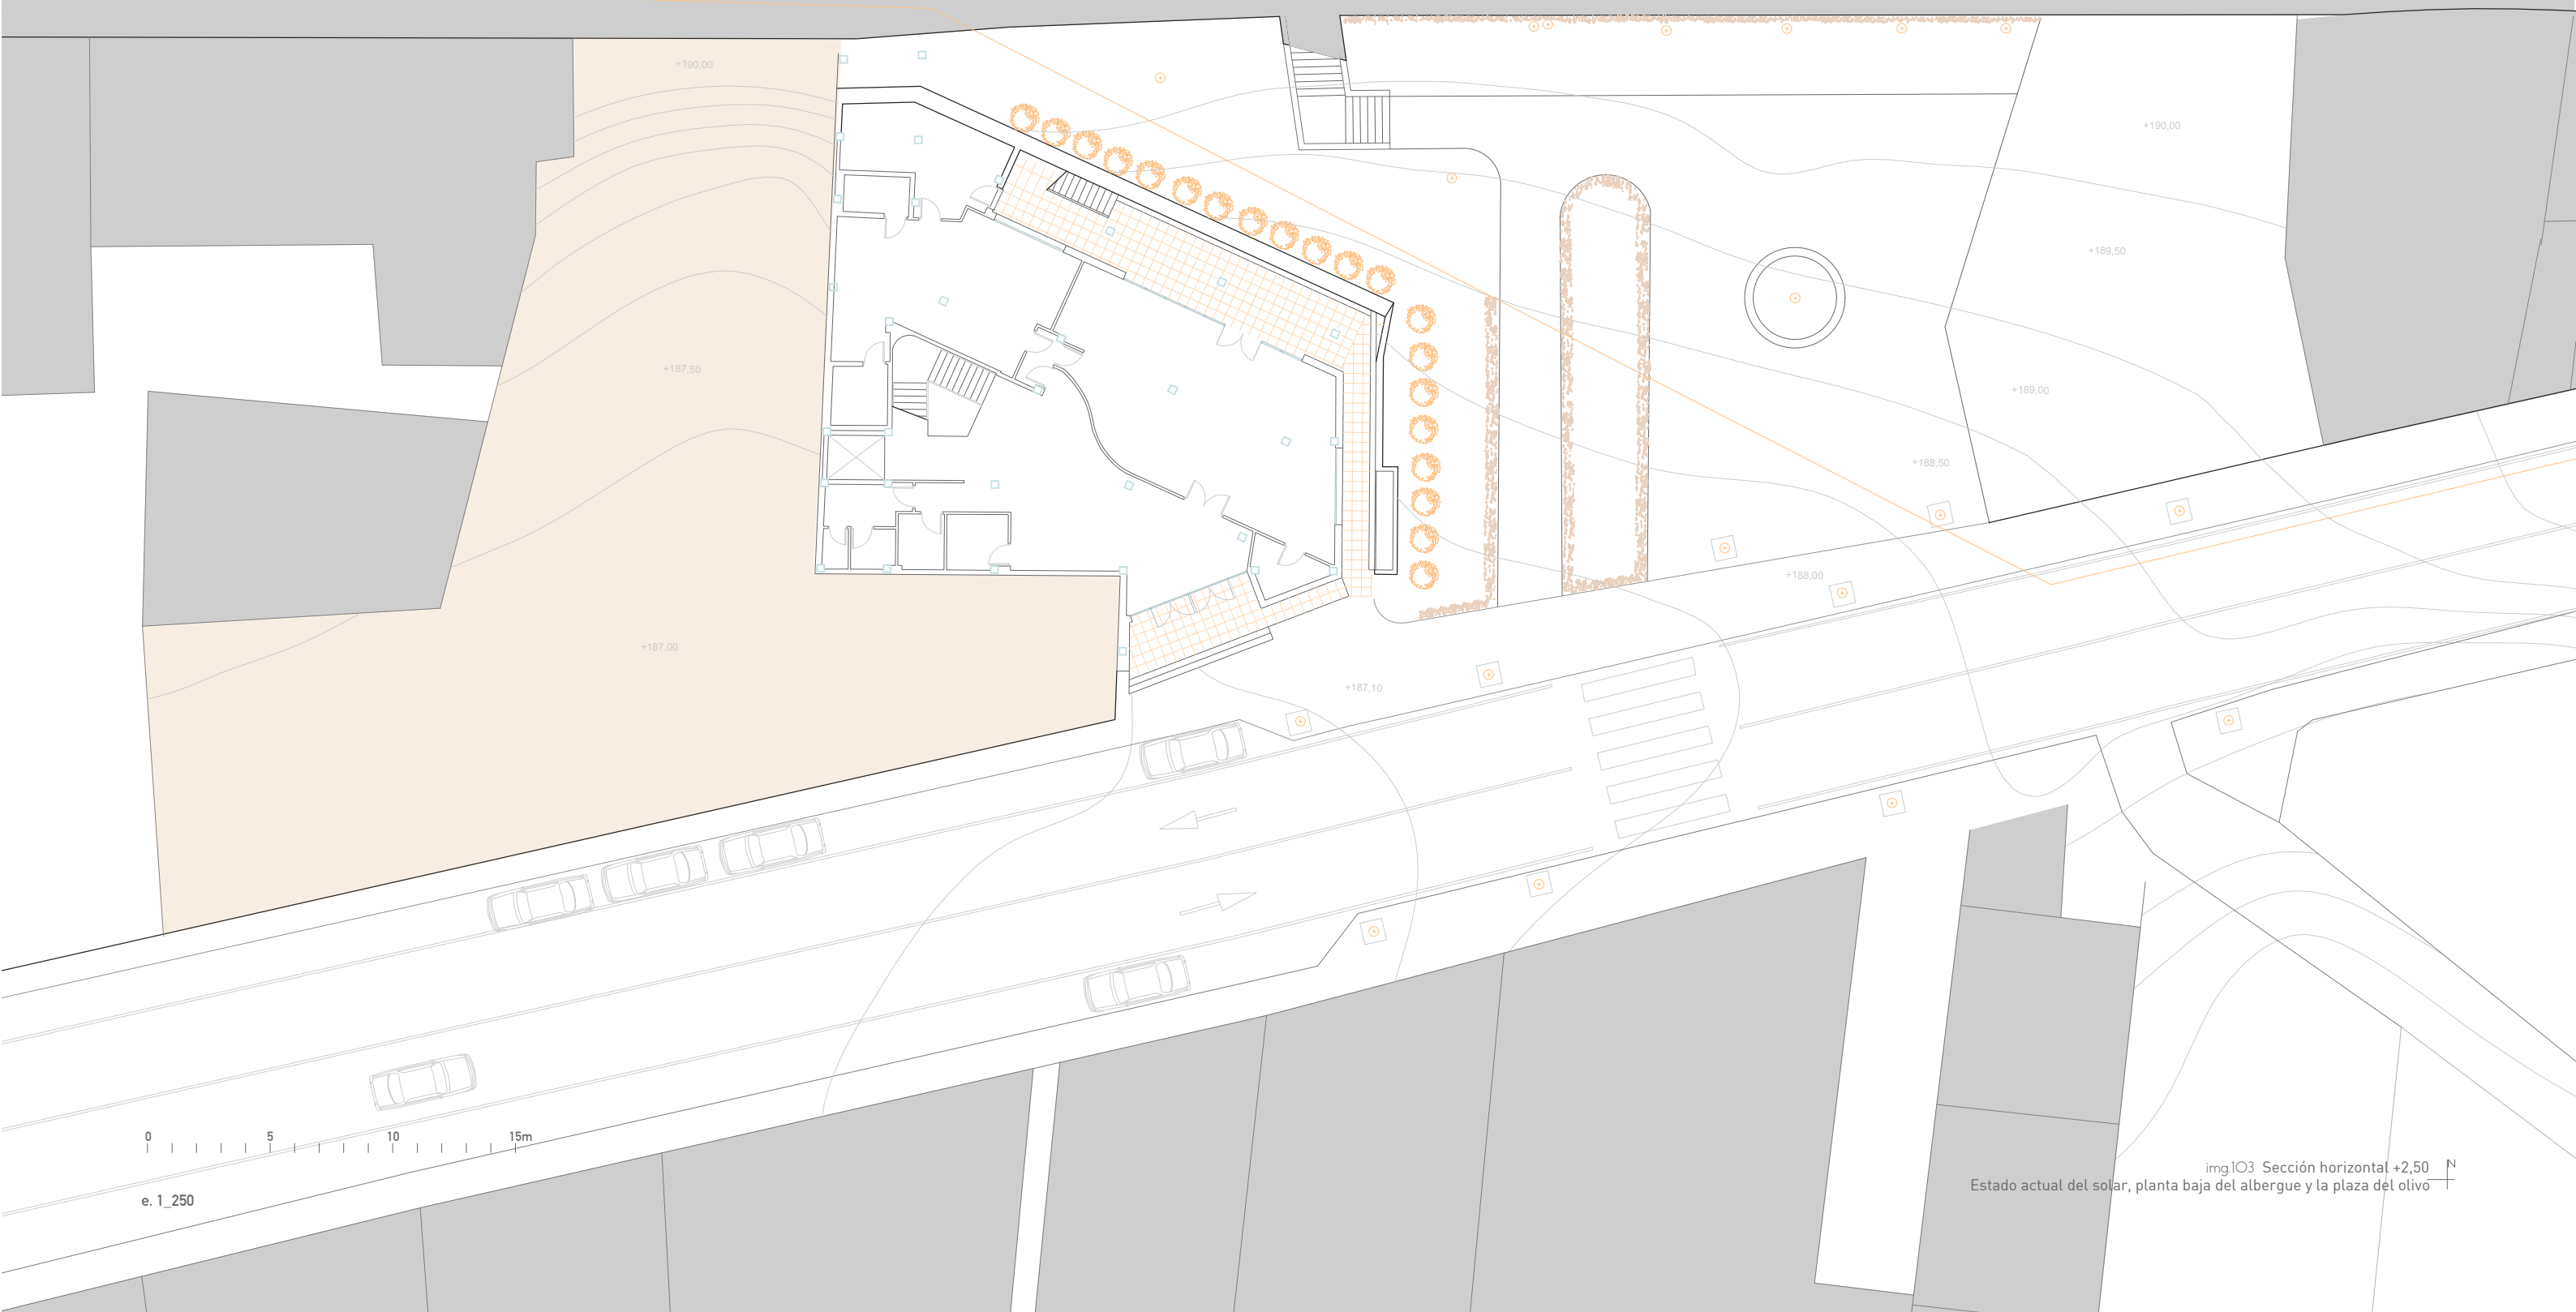 +190,00
+190,00
+189,50
+187,50
+189,00
+188,50
+188,00
+187,00
+187,10
0 5 10 15m
e. 1_250
img.103 Sección horizontal +2,50 N
Estado actual del solar, planta baja del albergue y la plaza del olivo